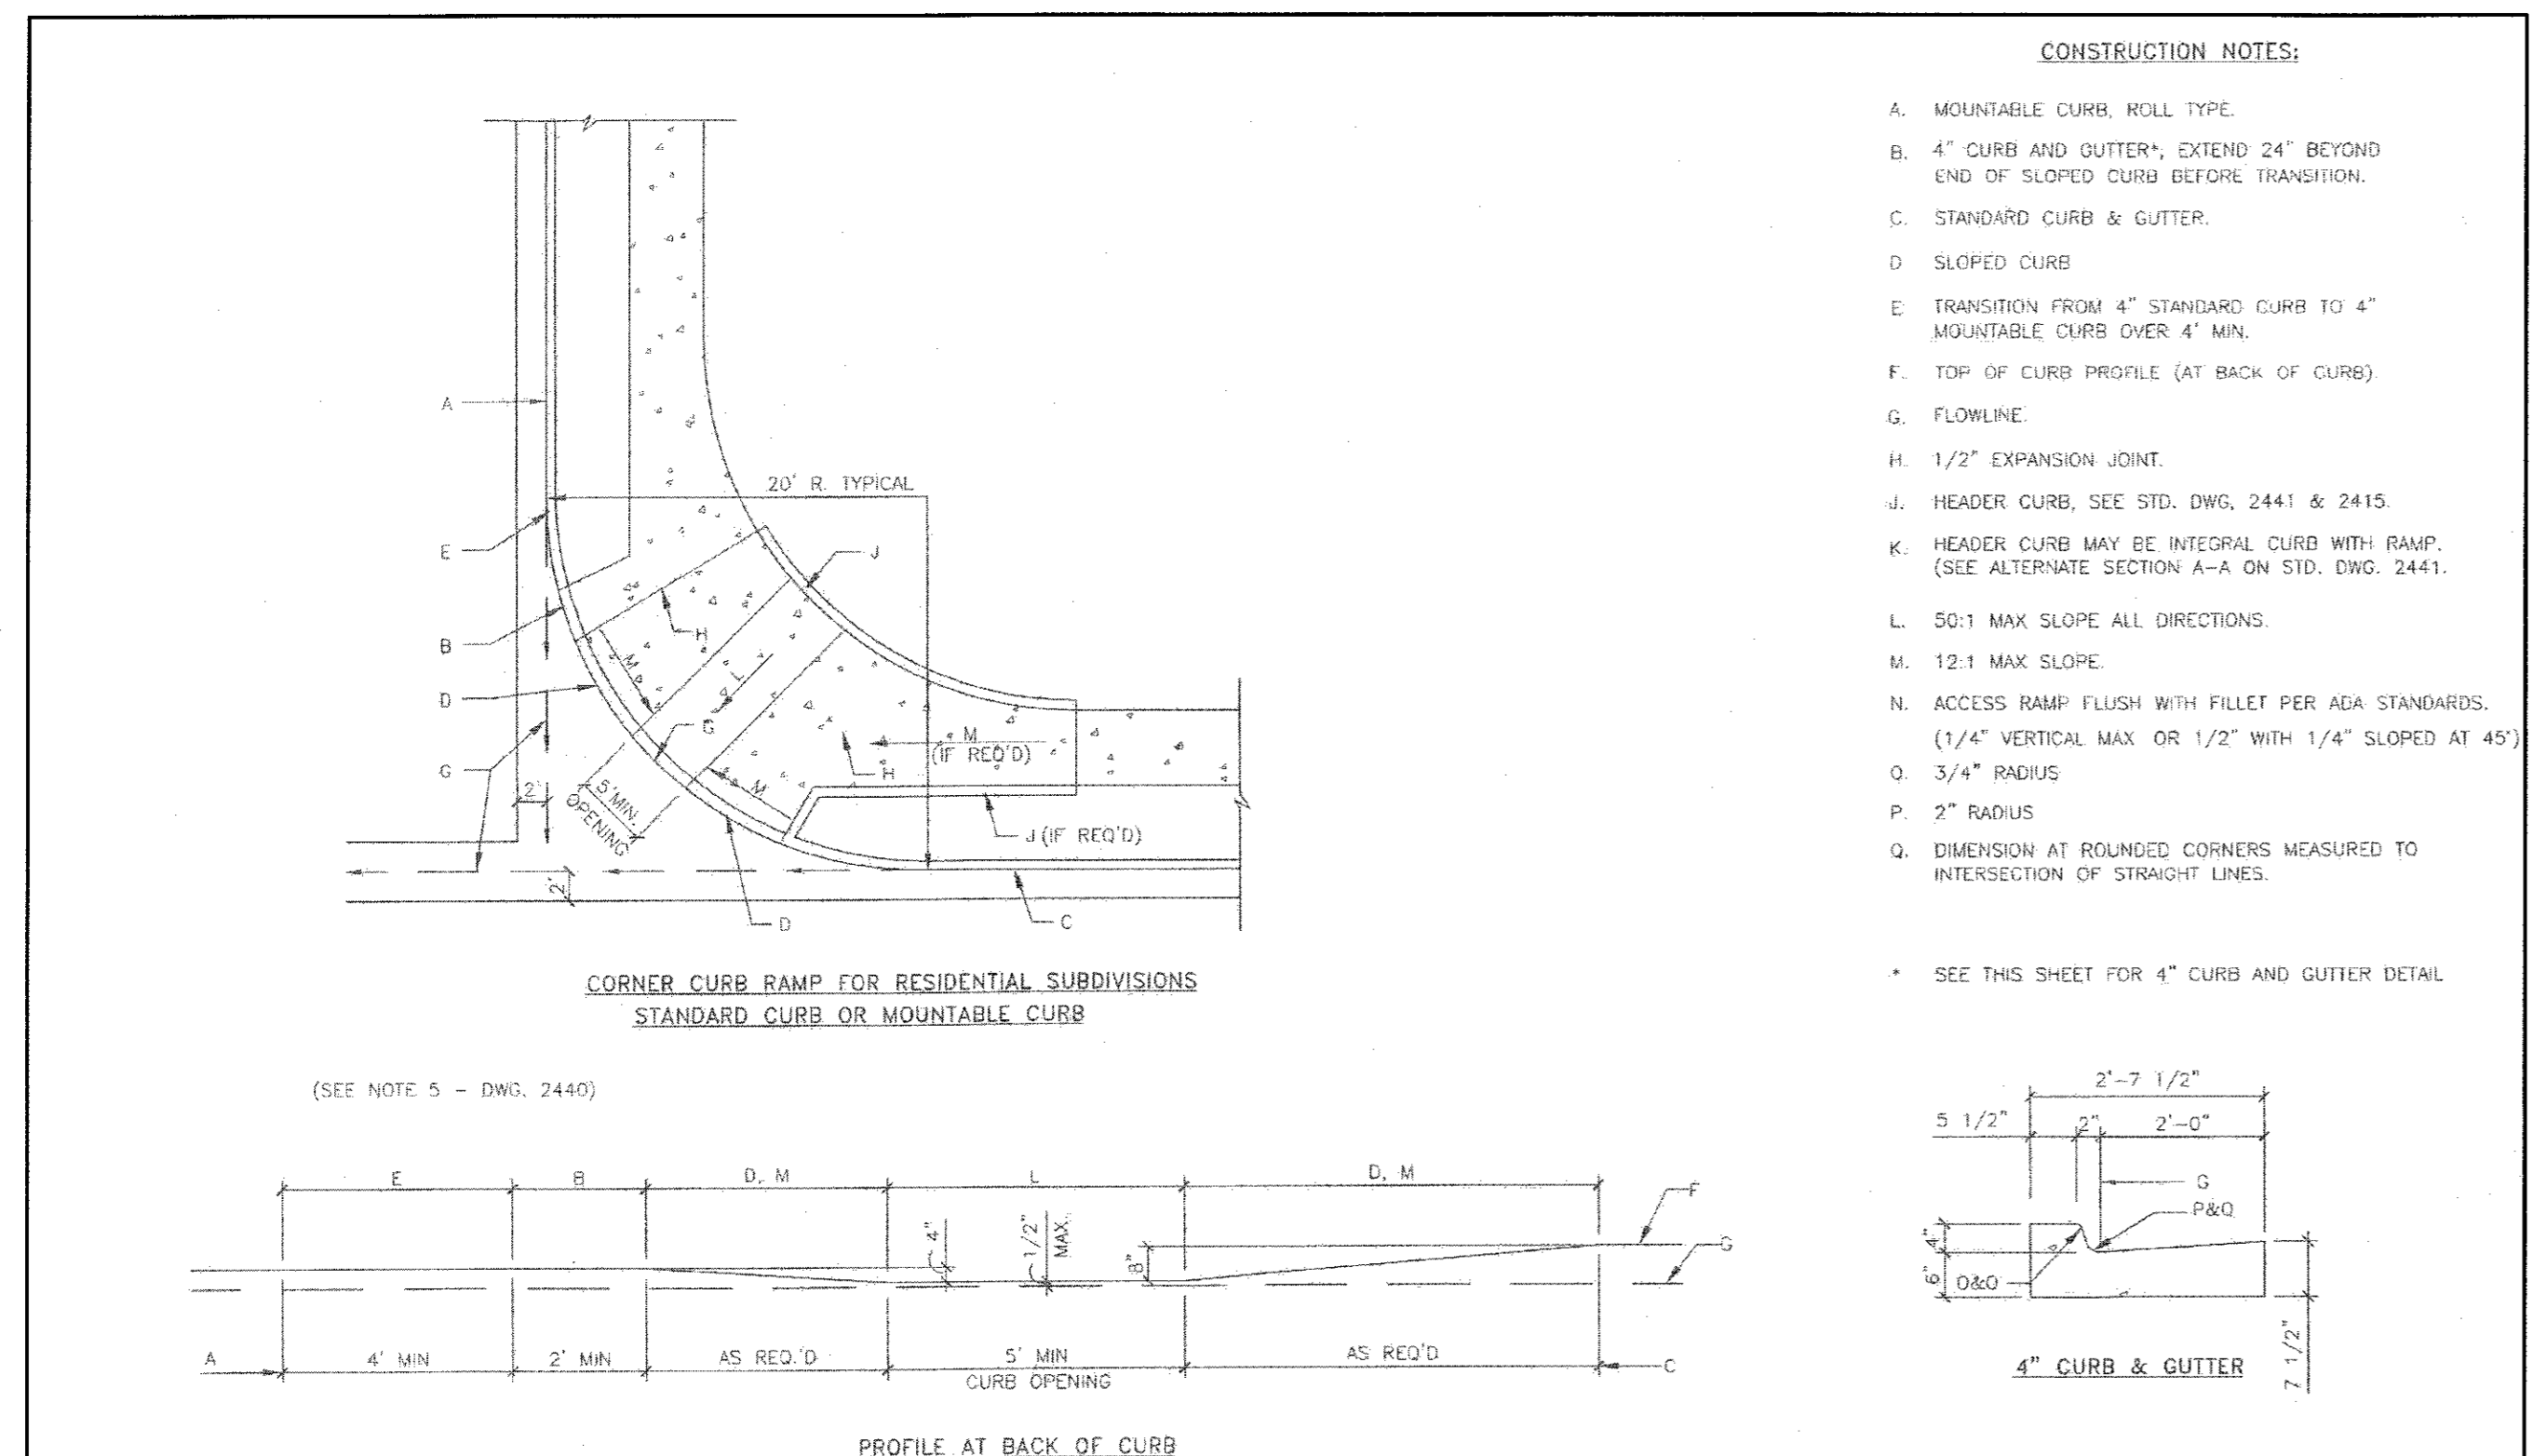 CONSTRUCTION NOTES:
A. MOUNTABLE CURB, ROLL TYPE.
B. 4" CURB AND GUTTER*, EXTEND 24" BEYOND
END OF SLOPED CURB BEFORE TRANSITION.
C. STANDARD CURB & GUTTER.
D SLOPED CURB
E TRANSITION FROM 4" STANDARD CURB TO 4"
MOUNTABLE CURB OVER 4' MIN.
F. TOP OF CURB PROFILE (AT BACK OF CURB).
G. FLOWLINE.
H. 1/2" EXPANSION JOINT.
J. HEADER CURB, SEE STD. DWG, 2441 & 2415.
K. HEADER CURB MAY BE INTEGRAL CURB WITH RAMP.
(SEE ALTERNATE SECTION A-A ON STD. DWG. 2441.
L. 50:1 MAX SLOPE ALL DIRECTIONS.
M. 12:1 MAX SLOPE.
N. ACCESS RAMP FLUSH WITH FILLET PER ADA STANDARDS.
(1/4" VERTICAL MAX OR 1/2" WITH 1/4" SLOPED AT 45°)
O. 3/4" RADIUS
P. 2" RADIUS
Q. DIMENSION AT ROUNDED CORNERS MEASURED TO
INTERSECTION OF STRAIGHT LINES.
* SEE THIS SHEET FOR 4" CURB AND GUTTER DETAIL
A
20' R. TYPICAL
E
J
H
B
M
L
D
G
M
(IF REQ'D)
G
H
2'
5' MIN.
OPENING
M
J (IF REQ'D)
2'
D
C
CORNER CURB RAMP FOR RESIDENTIAL SUBDIVISIONS
STANDARD CURB OR MOUNTABLE CURB
(SEE NOTE 5 - DWG. 2440)
E
B
D, M
L
D, M
F
4"
1/2"
MAX.
8"
G
A
4' MIN
2' MIN
AS REQ'D
5' MIN
CURB OPENING
AS REQ'D
C
PROFILE AT BACK OF CURB
2'-7 1/2"
5 1/2"
2"
2'-0"
G
P&Q
4"
6"
O&Q
7 1/2"
4" CURB & GUTTER